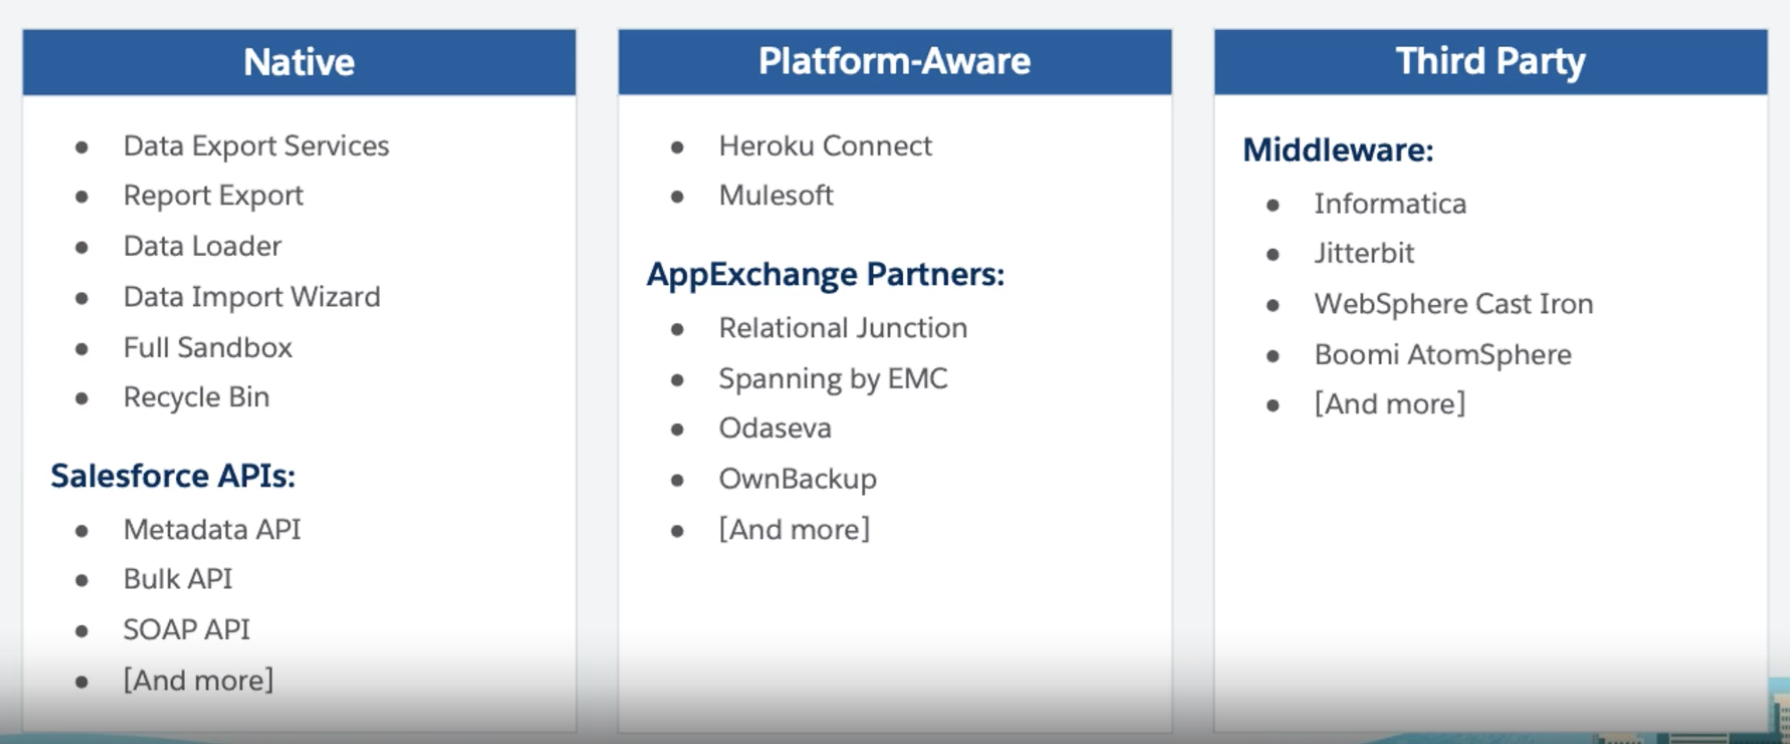 Native
Data Export Services
Report Export
Data Loader
Data Import Wizard
Full Sandbox
Recycle Bin
Salesforce APIs:
Metadata API
Bulk API
SOAP API
[And more]
Platform-Aware
Heroku Connect
Mulesoft
AppExchange Partners:
Relational Junction
Spanning by EMC
Odaseva
OwnBackup
[And more]
Third Party
Middleware:
Informatica
Jitterbit
WebSphere Cast Iron
Boomi AtomSphere
[And more]